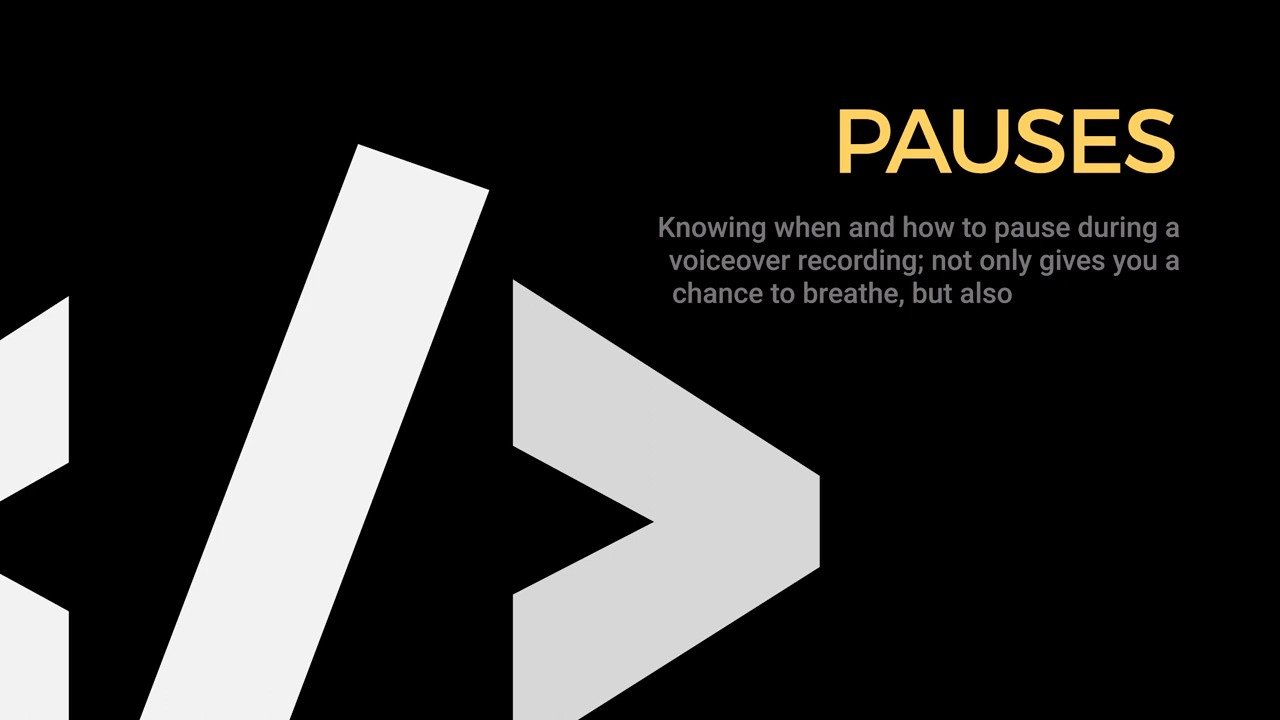 PAUSES
Knowing when and how to pause during a
voiceover recording; not only gives you a
chance to breathe, but also